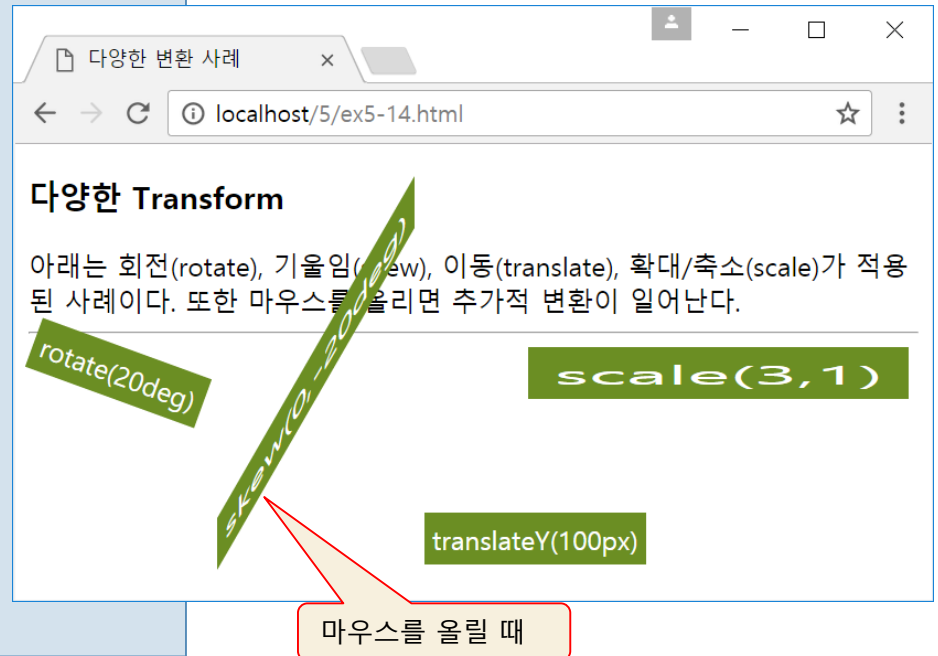 다양한 변환 사례
localhost/5/ex5-14.html
다양한 Transform
아래는 회전(rotate), 기울임( ew), 이동(translate), 확대/축소(scale)가 적용
된 사례이다. 또한 마우스를 올리면 추가적 변환이 일어난다.
rotate(20deg)
skew(0,-20deg)
scale(3,1)
translateY(100px)
마우스를 올릴 때